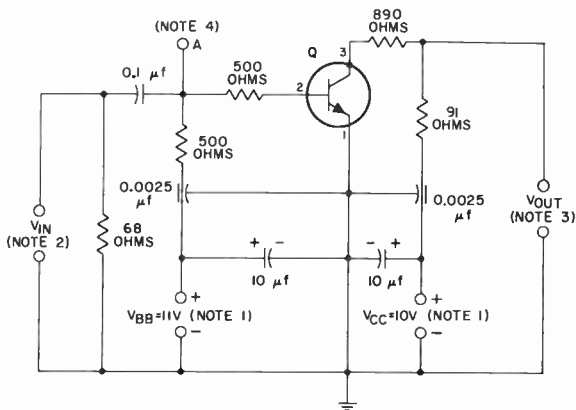 890
OHMS
(NOTE 4)
A
Q
3
0.1 μf
500
OHMS
2
1
91
OHMS
500
OHMS
0.0025
μf
0.0025
μf
VIN
(NOTE 2)
68
OHMS
VOUT
(NOTE 3)
+ -
- +
10 μf
10 μf
+
VBB=11V (NOTE 1)
-
+
VCC=10V (NOTE 1)
-